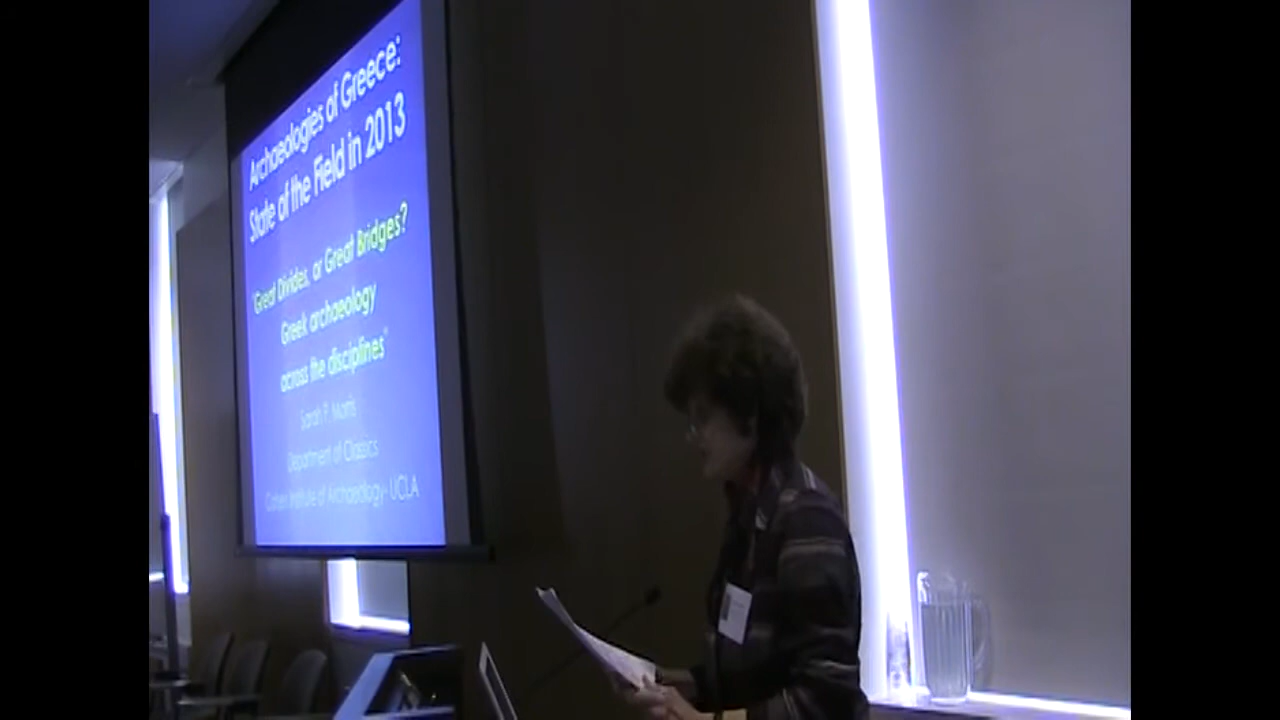 Archaeologies of Greece:
State of the Field in 2013
'Great Divides, or Great Bridges?
Greek archaeology
across the disciplines'
Sarah P. Morris
Department of Classics
Cotsen Institute of Archaeology- UCLA